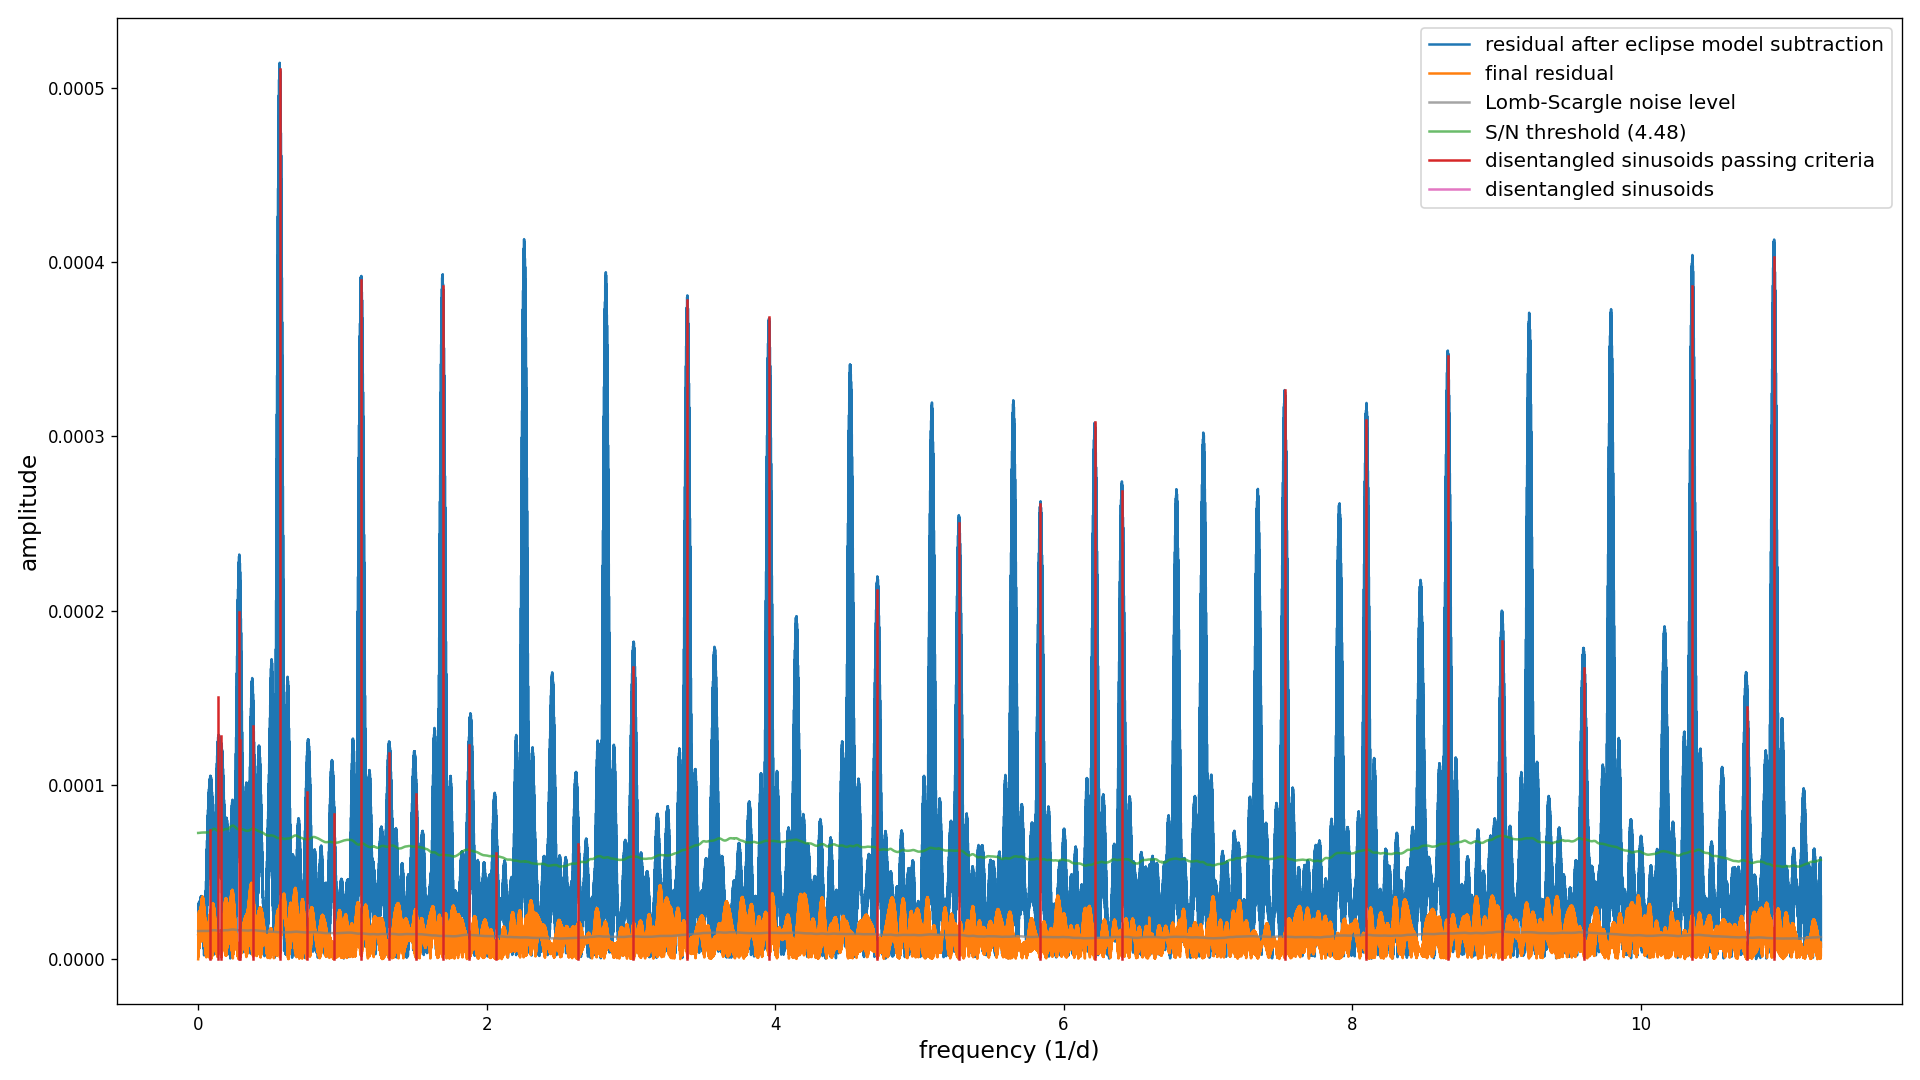 residual after eclipse model subtraction
final residual
Lomb-Scargle noise level
S/N threshold (4.48)
disentangled sinusoids passing criteria
disentangled sinusoids
0.0005
0.0004
0.0003
0.0002
0.0001
0.0000
amplitude
0 2 4 6 8 10
frequency (1/d)